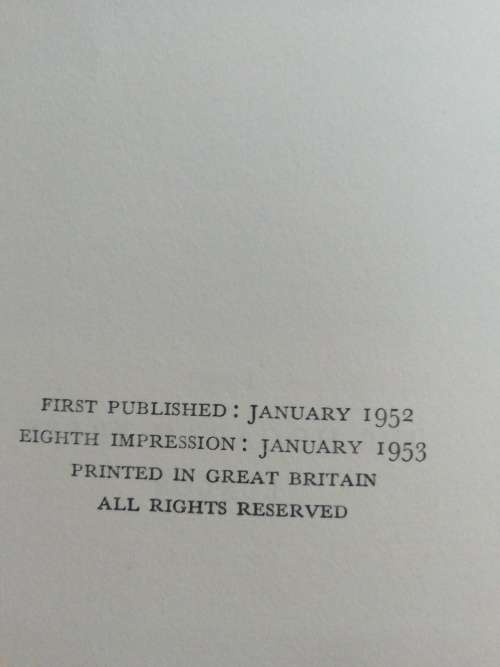 FIRST PUBLISHED: JANUARY 1952
EIGHTH IMPRESSION: JANUARY 1953
PRINTED IN GREAT BRITAIN
ALL RIGHTS RESERVED